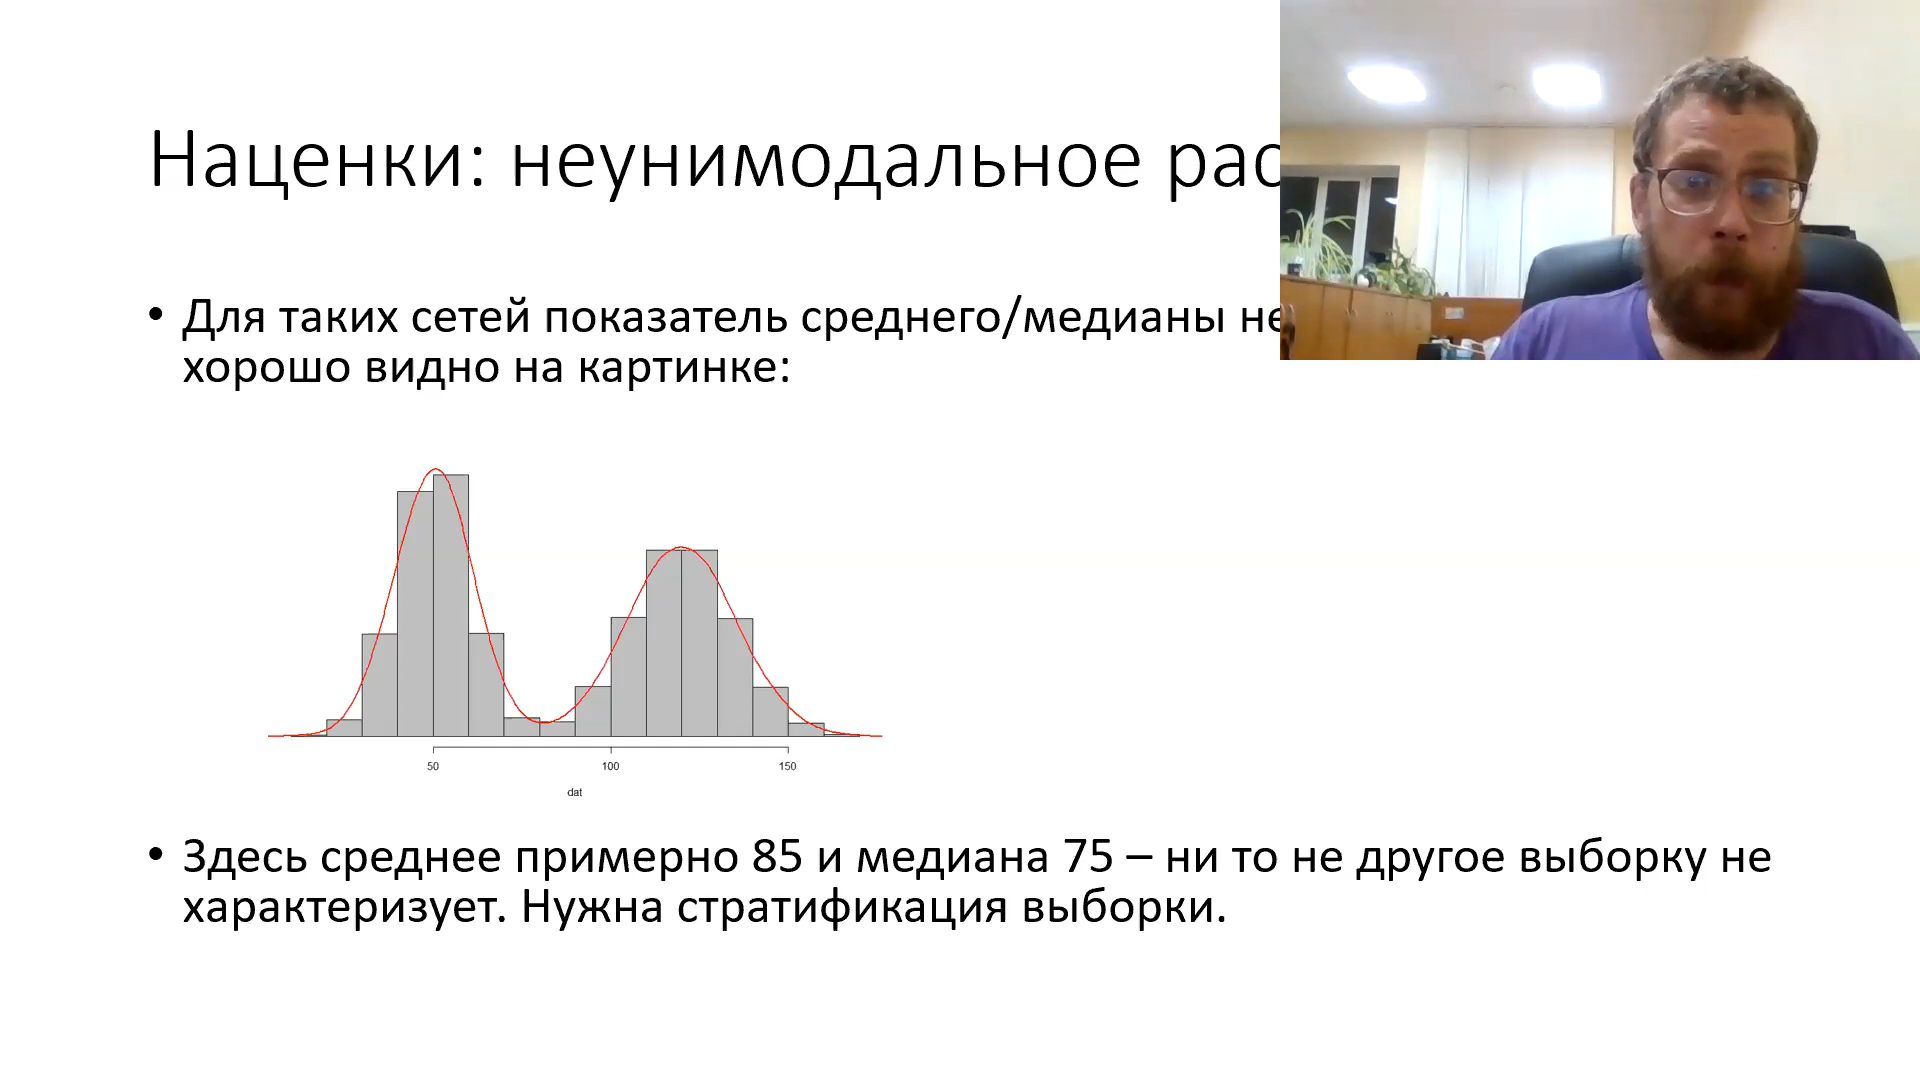 Наценки: неунимодальное рас
• Для таких сетей показатель среднего/медианы не
хорошо видно на картинке:
50 100 150
dat
• Здесь среднее примерно 85 и медиана 75 – ни то не другое выборку не
характеризует. Нужна стратификация выборки.